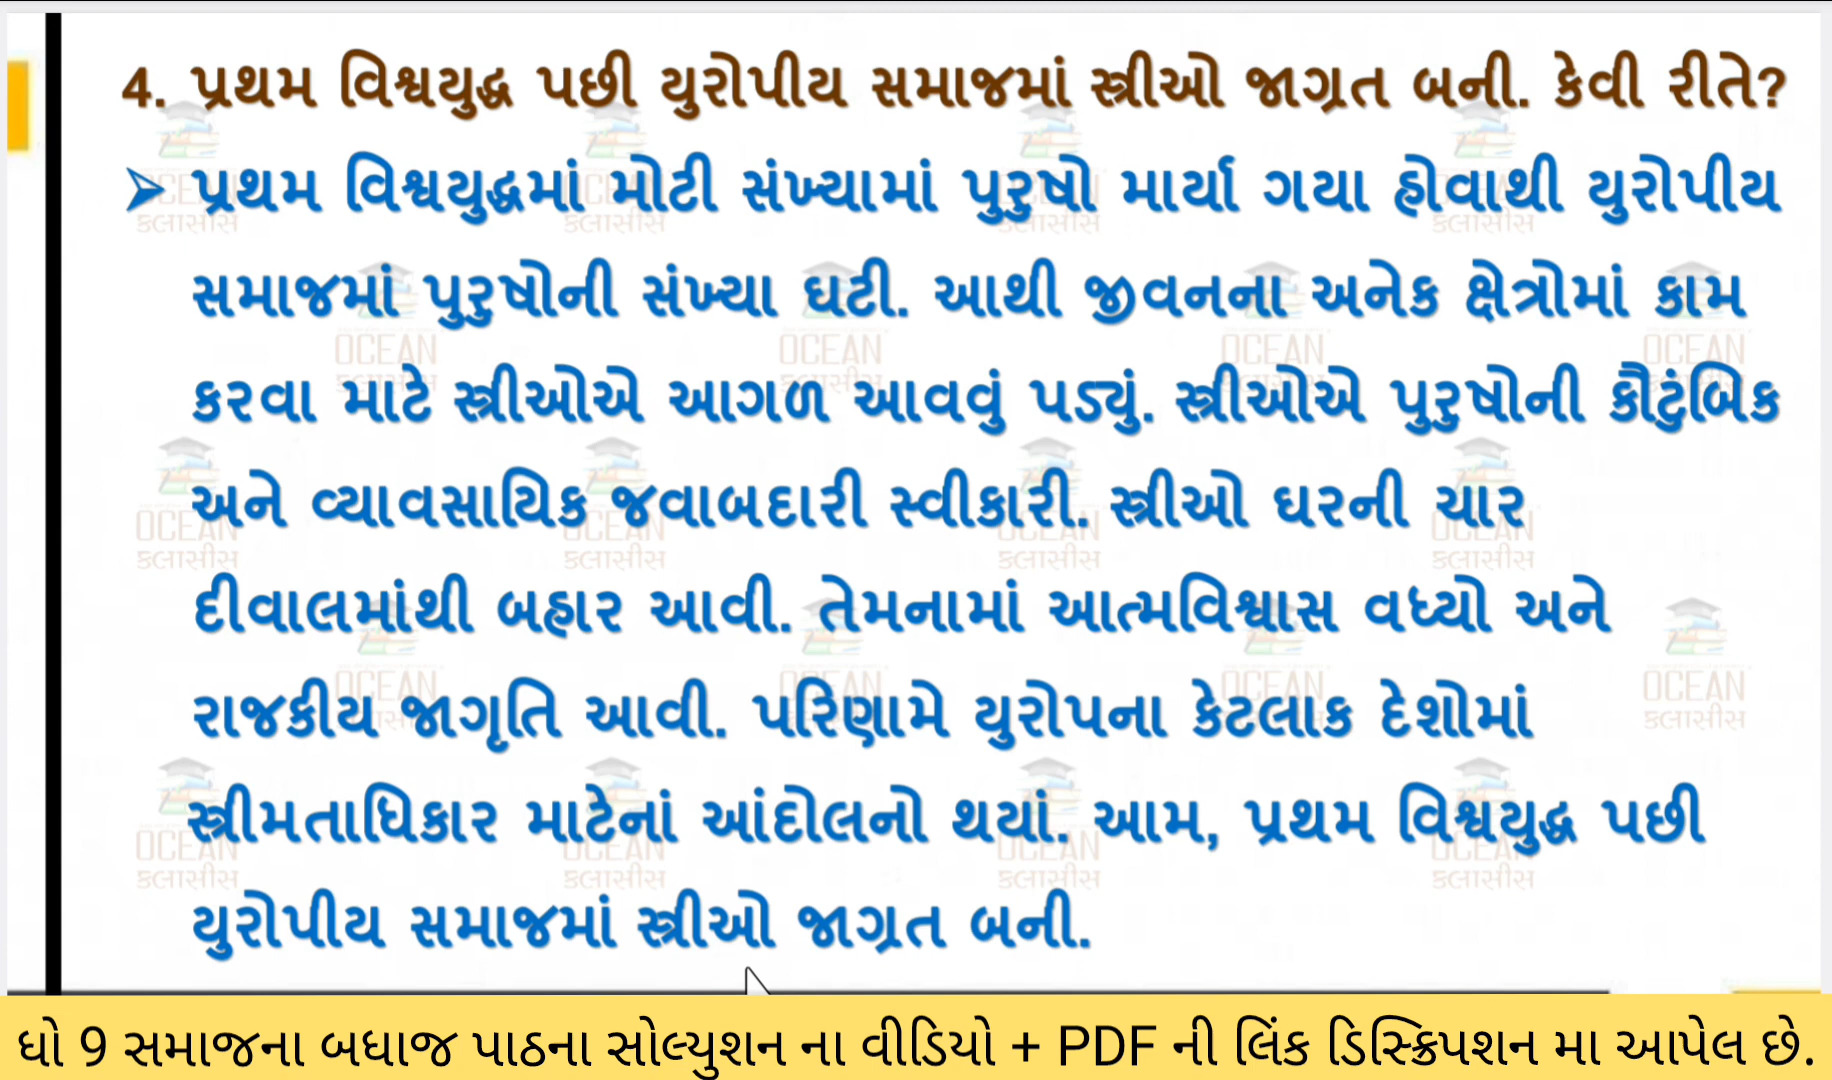 4. પ્રથમ વિશ્વયુદ્ધ પછી યુરોપીય સમાજમાં સ્ત્રીઓ જાગ્રત બની. કેવી રીતે?
➢ પ્રથમ વિશ્વયુદ્ધમાં મોટી સંખ્યામાં પુરુષો માર્યા ગયા હોવાથી યુરોપીય
સમાજમાં પુરુષોની સંખ્યા ઘટી. આથી જીવનના અનેક ક્ષેત્રોમાં કામ
કરવા માટે સ્ત્રીઓએ આગળ આવવું પડ્યું. સ્ત્રીઓએ પુરુષોની કૌટુંબિક
અને વ્યાવસાયિક જવાબદારી સ્વીકારી. સ્ત્રીઓ ઘરની ચાર
દીવાલમાંથી બહાર આવી. તેમનામાં આત્મવિશ્વાસ વધ્યો અને
રાજકીય જાગૃતિ આવી. પરિણામે યુરોપના કેટલાક દેશોમાં
સ્ત્રીમતાધિકાર માટેનાં આંદોલનો થયાં. આમ, પ્રથમ વિશ્વયુદ્ધ પછી
યુરોપીય સમાજમાં સ્ત્રીઓ જાગ્રત બની.
ધો 9 સમાજના બધાજ પાઠના સોલ્યુશન ના વીડિયો + PDF ની લિંક ડિસ્ક્રિપશન મા આપેલ છે.